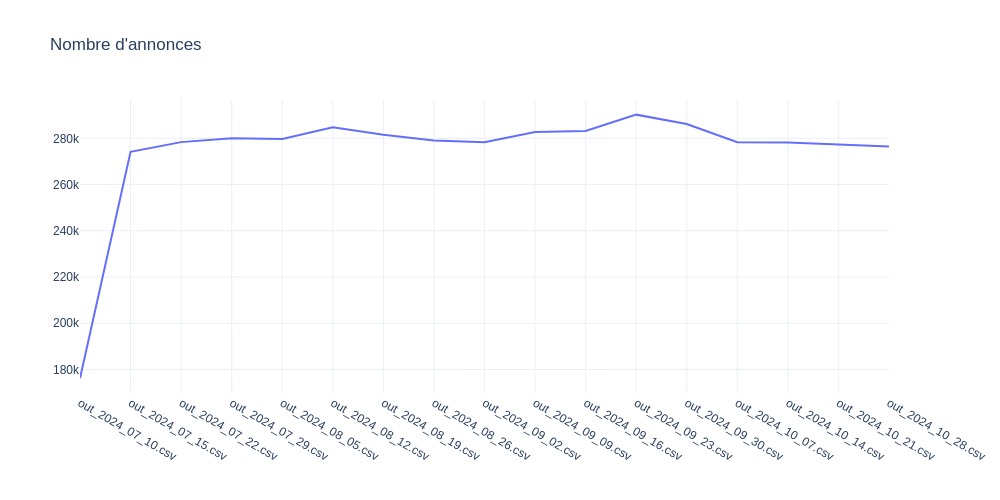 Nombre d'annonces
280k
260k
240k
220k
200k
180k
out_2024_07_10.csv
out_2024_07_15.csv
out_2024_07_22.csv
out_2024_07_29.csv
out_2024_08_05.csv
out_2024_08_12.csv
out_2024_08_19.csv
out_2024_08_26.csv
out_2024_09_02.csv
out_2024_09_09.csv
out_2024_09_16.csv
out_2024_09_23.csv
out_2024_09_30.csv
out_2024_10_07.csv
out_2024_10_14.csv
out_2024_10_21.csv
out_2024_10_28.csv